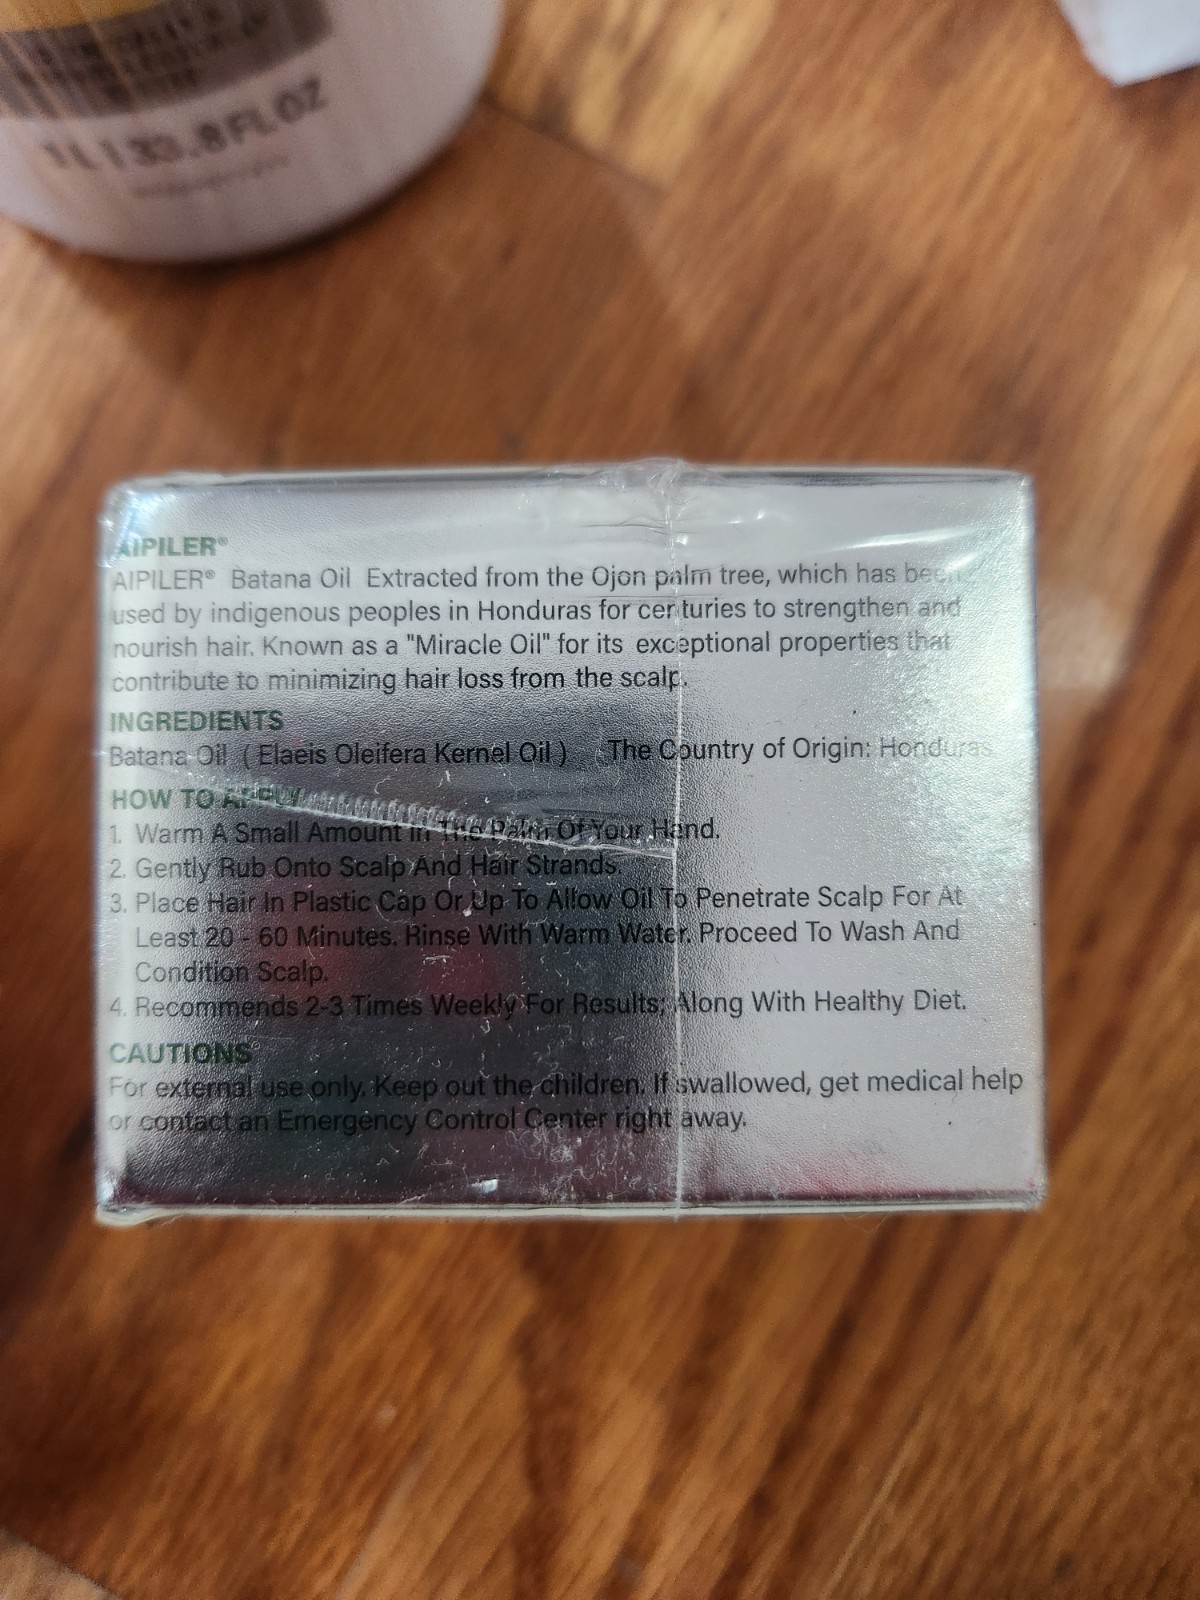 1L | 33.8FL OZ
AIPILER®
AIPILER® Batana Oil Extracted from the Ojon palm tree, which has been
used by indigenous peoples in Honduras for centuries to strengthen and
nourish hair. Known as a "Miracle Oil" for its exceptional properties that
contribute to minimizing hair loss from the scalp.
INGREDIENTS
Batana Oil ( Elaeis Oleifera Kernel Oil ) The Country of Origin: Honduras
HOW TO APPLY
1. Warm A Small Amount In The Palm Of Your Hand.
2. Gently Rub Onto Scalp And Hair Strands.
3. Place Hair In Plastic Cap Or Up To Allow Oil To Penetrate Scalp For At
Least 20 - 60 Minutes. Rinse With Warm Water. Proceed To Wash And
Condition Scalp.
4. Recommends 2-3 Times Weekly For Results; Along With Healthy Diet.
CAUTIONS
For external use only. Keep out the children. If swallowed, get medical help
or contact an Emergency Control Center right away.